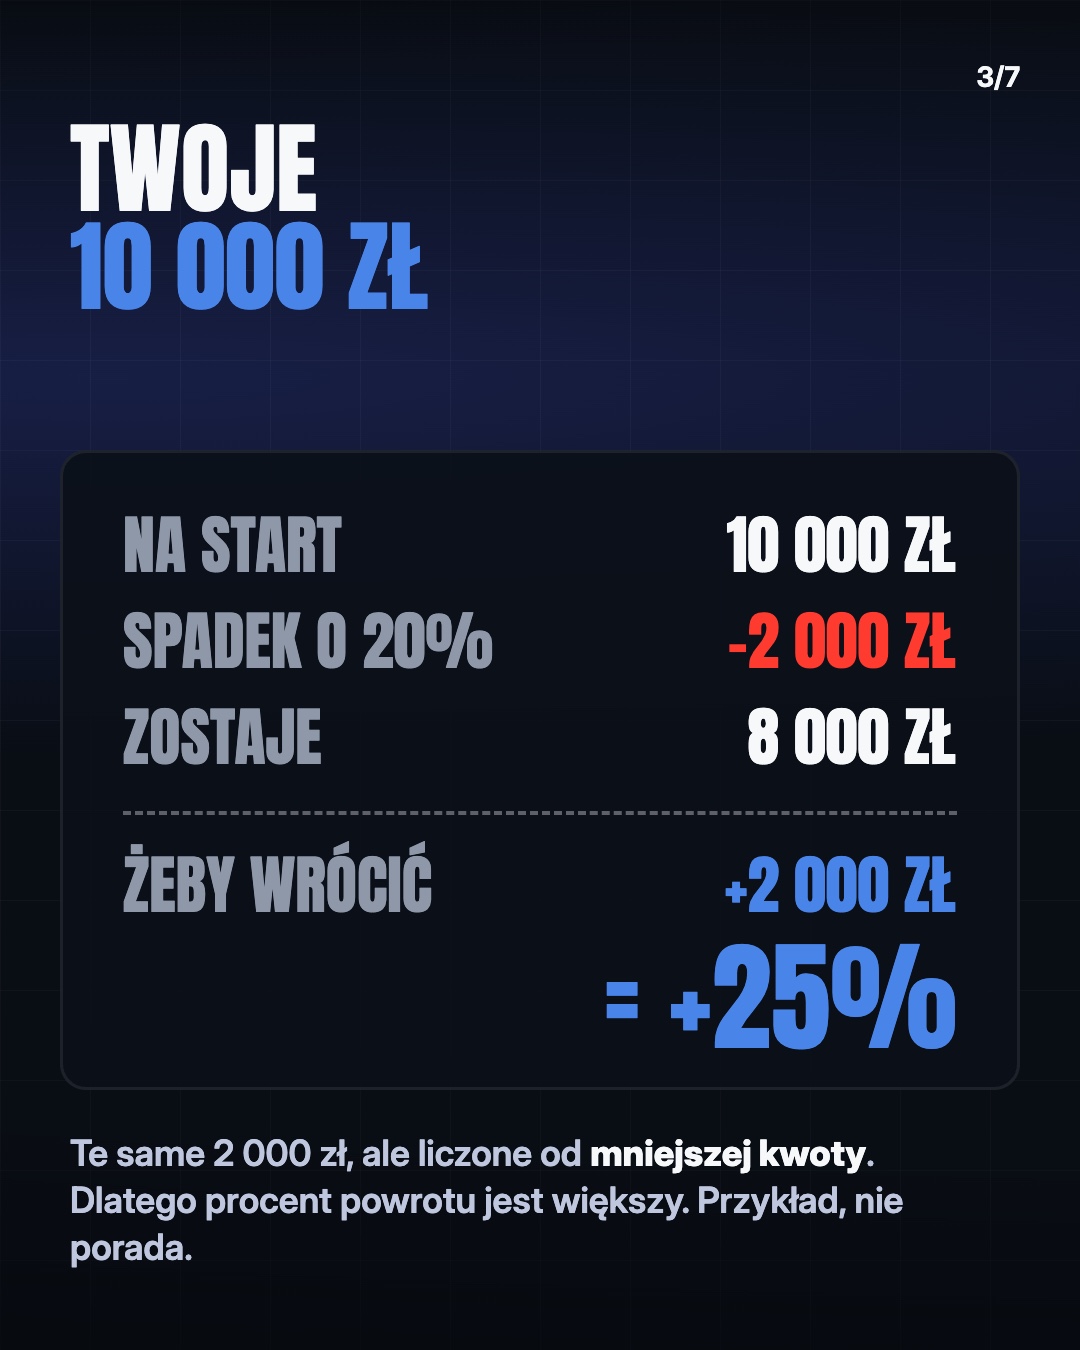 3/7
TWOJE
10 000 ZŁ
NA START 10 000 ZŁ
SPADEK O 20% -2 000 ZŁ
ZOSTAJE 8 000 ZŁ
ŻEBY WRÓCIĆ +2 000 ZŁ
= +25%
Te same 2 000 zł, ale liczone od mniejszej kwoty.
Dlatego procent powrotu jest większy. Przykład, nie
porada.